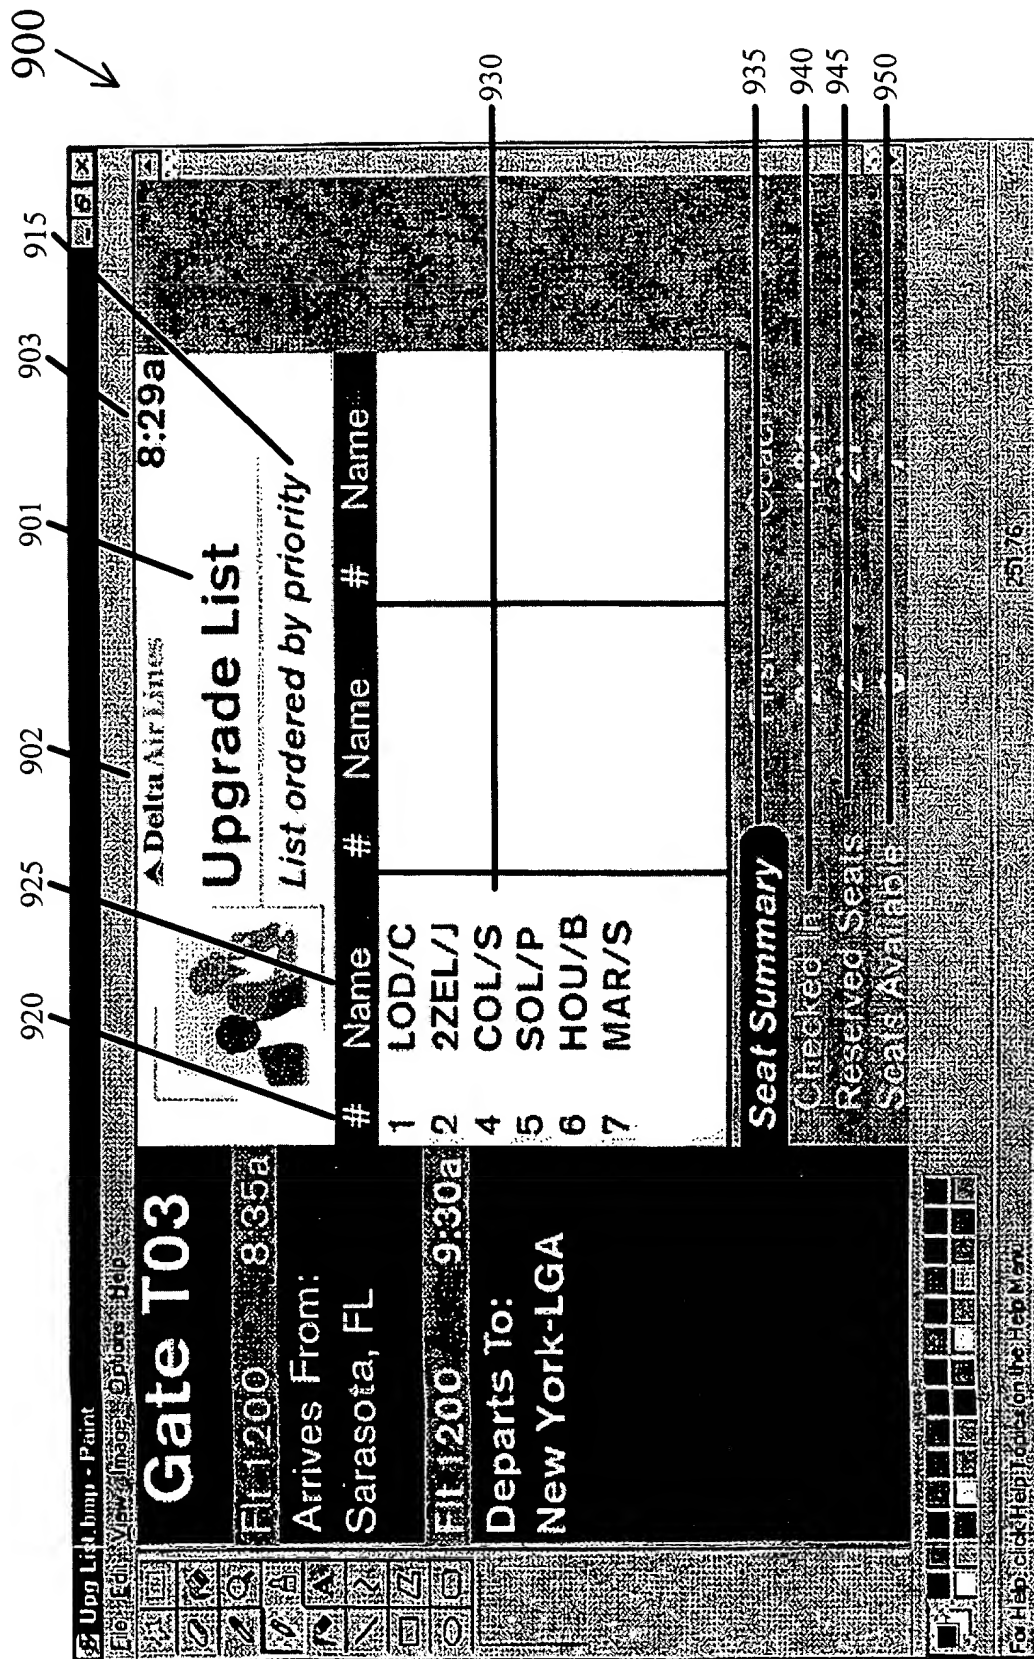 900
920 925 902 901 903 915
Upg List.bmp - Paint
File Edit View Image Options Help
Gate T03
Flt 1200 8:35a
Arrives From:
Sarasota, FL
Flt 1200 9:30a
Departs To:
New York-LGA
Delta Air Lines
8:29a
Upgrade List
List ordered by priority
# Name # Name # Name
1 LOD/C
2 2ZEL/J
4 COL/S
5 SOL/P
6 HOU/B
7 MAR/S
930
Seat Summary
935
Checked In
940
Reserved Seats
945
Seats Available
950
For Help, click Help Topics on the Help Menu.
251,76